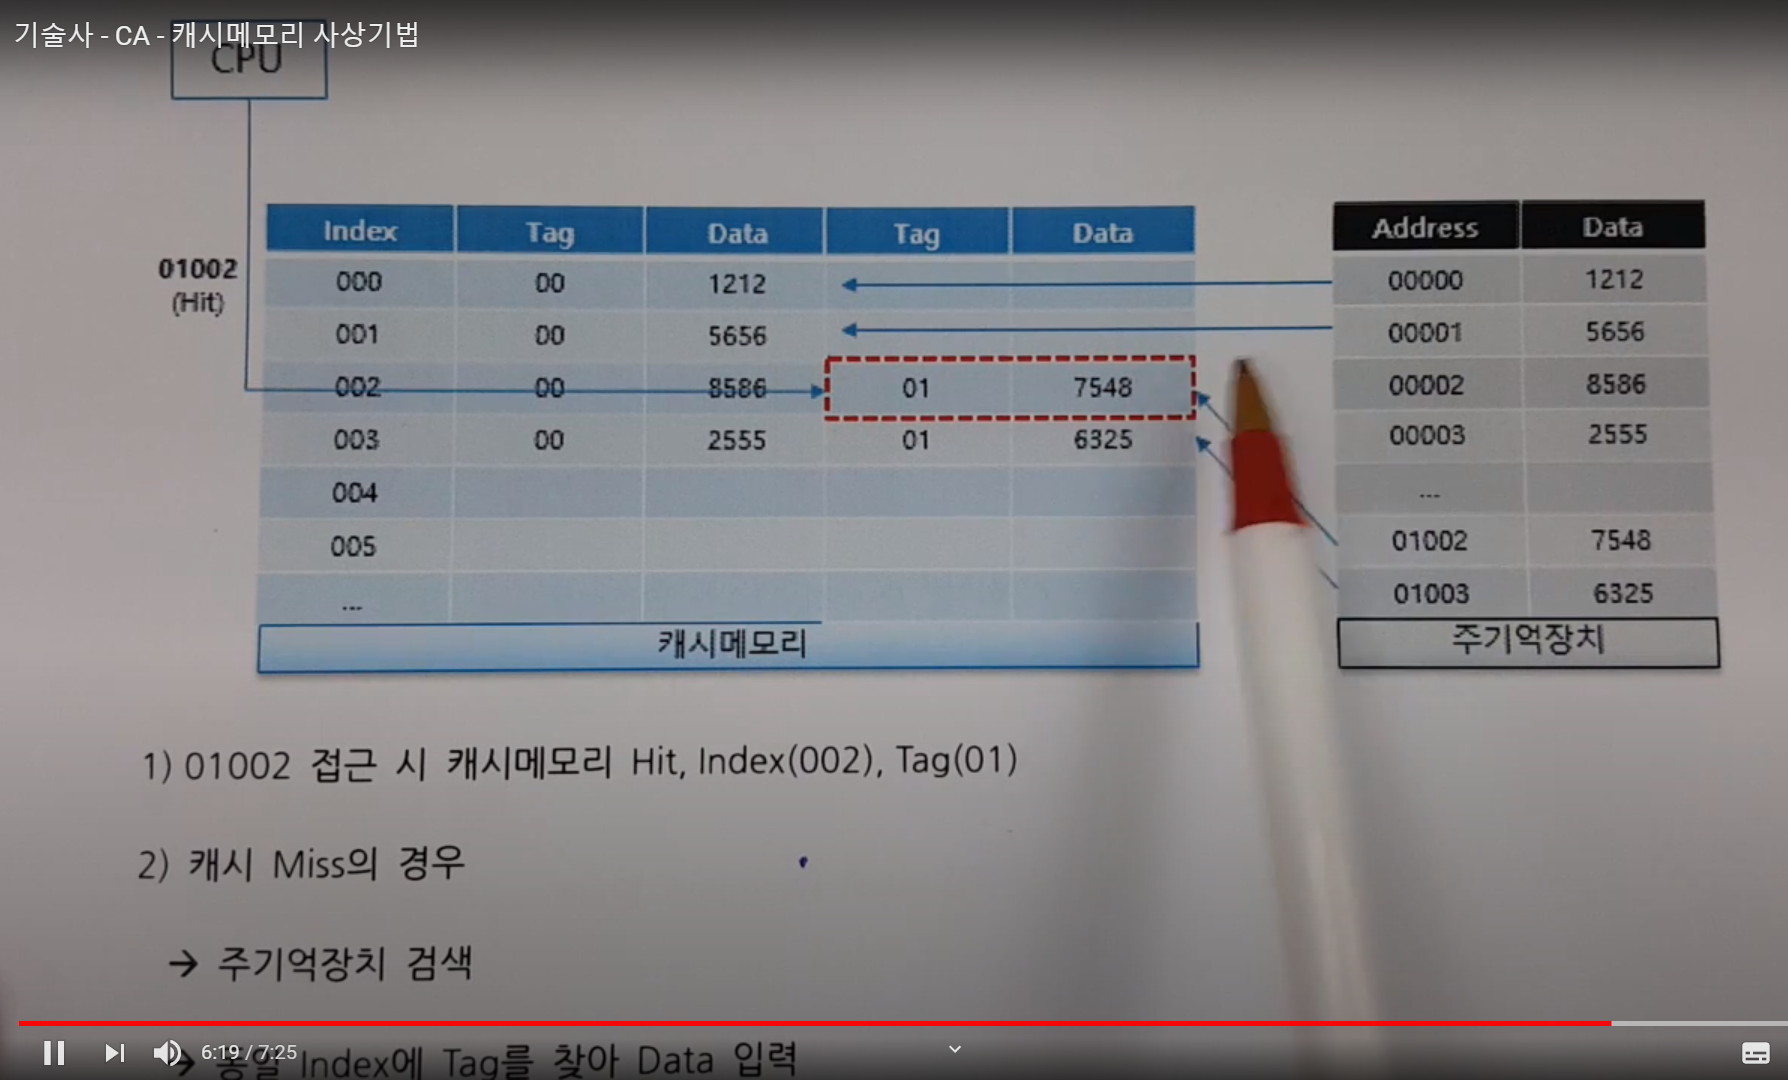 기술사 - CA - 캐시메모리 사상기법
CPU
01002
(Hit)
Index Tag Data Tag Data
000 00 1212
001 00 5656
002 00 8586 01 7548
003 00 2555 01 6325
004
005
...
캐시메모리
Address Data
00000 1212
00001 5656
00002 8586
00003 2555
...
01002 7548
01003 6325
주기억장치
1) 01002 접근 시 캐시메모리 Hit, Index(002), Tag(01)
2) 캐시 Miss의 경우
→ 주기억장치 검색
→ 동일 Index에 Tag를 찾아 Data 입력
6:19 / 7:25